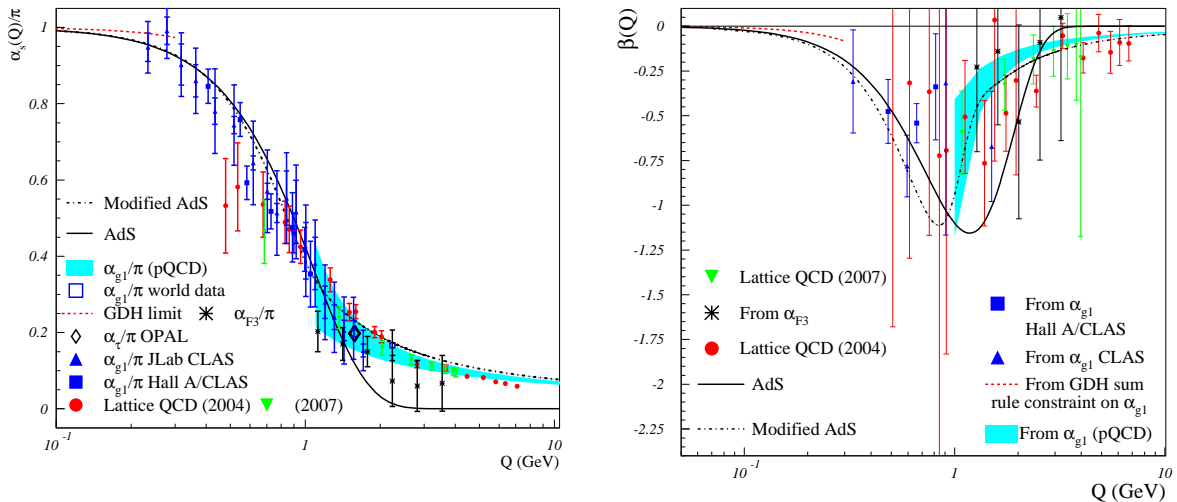 α_s(Q)/π
1
0.8
0.6
0.4
0.2
0
Modified AdS
AdS
α_g1/π (pQCD)
α_g1/π world data
GDH limit α_F3/π
α_τ/π OPAL
α_g1/π JLab CLAS
α_g1/π Hall A/CLAS
Lattice QCD (2004) (2007)
10^-1 1 10
Q (GeV)
β(Q)
0
-0.25
-0.5
-0.75
-1
-1.25
-1.5
-1.75
-2
-2.25
Lattice QCD (2007)
From α_F3
Lattice QCD (2004)
AdS
Modified AdS
From α_g1
Hall A/CLAS
From α_g1 CLAS
From GDH sum
rule constraint on α_g1
From α_g1 (pQCD)
10^-1 1 10
Q (GeV)